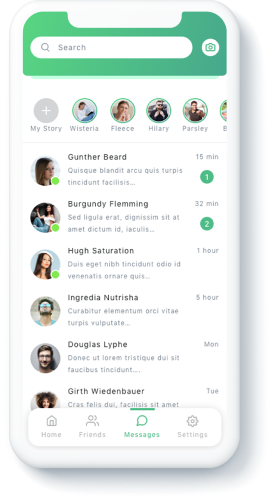 Search
My Story Wisteria Fleece Hilary Parsley B
Gunther Beard 15 min
Quisque blandit arcu quis turpis
tincidunt facilisis… 1
Burgundy Flemming 32 min
Sed ligula erat, dignissim sit at
amet dictum id, iaculis… 2
Hugh Saturation 1 hour
Duis eget nibh tincidunt odio id
venenatis ornare quis…
Ingredia Nutrisha 5 hour
Curabitur elementum orci vitae
turpis vulputate…
Douglas Lyphe Mon
Donec ut lorem tristique dui sit
faucibus tincidunt….
Girth Wiedenbauer Tue
Cras felis dui, facilisis sit amet
Home Friends Messages Settings